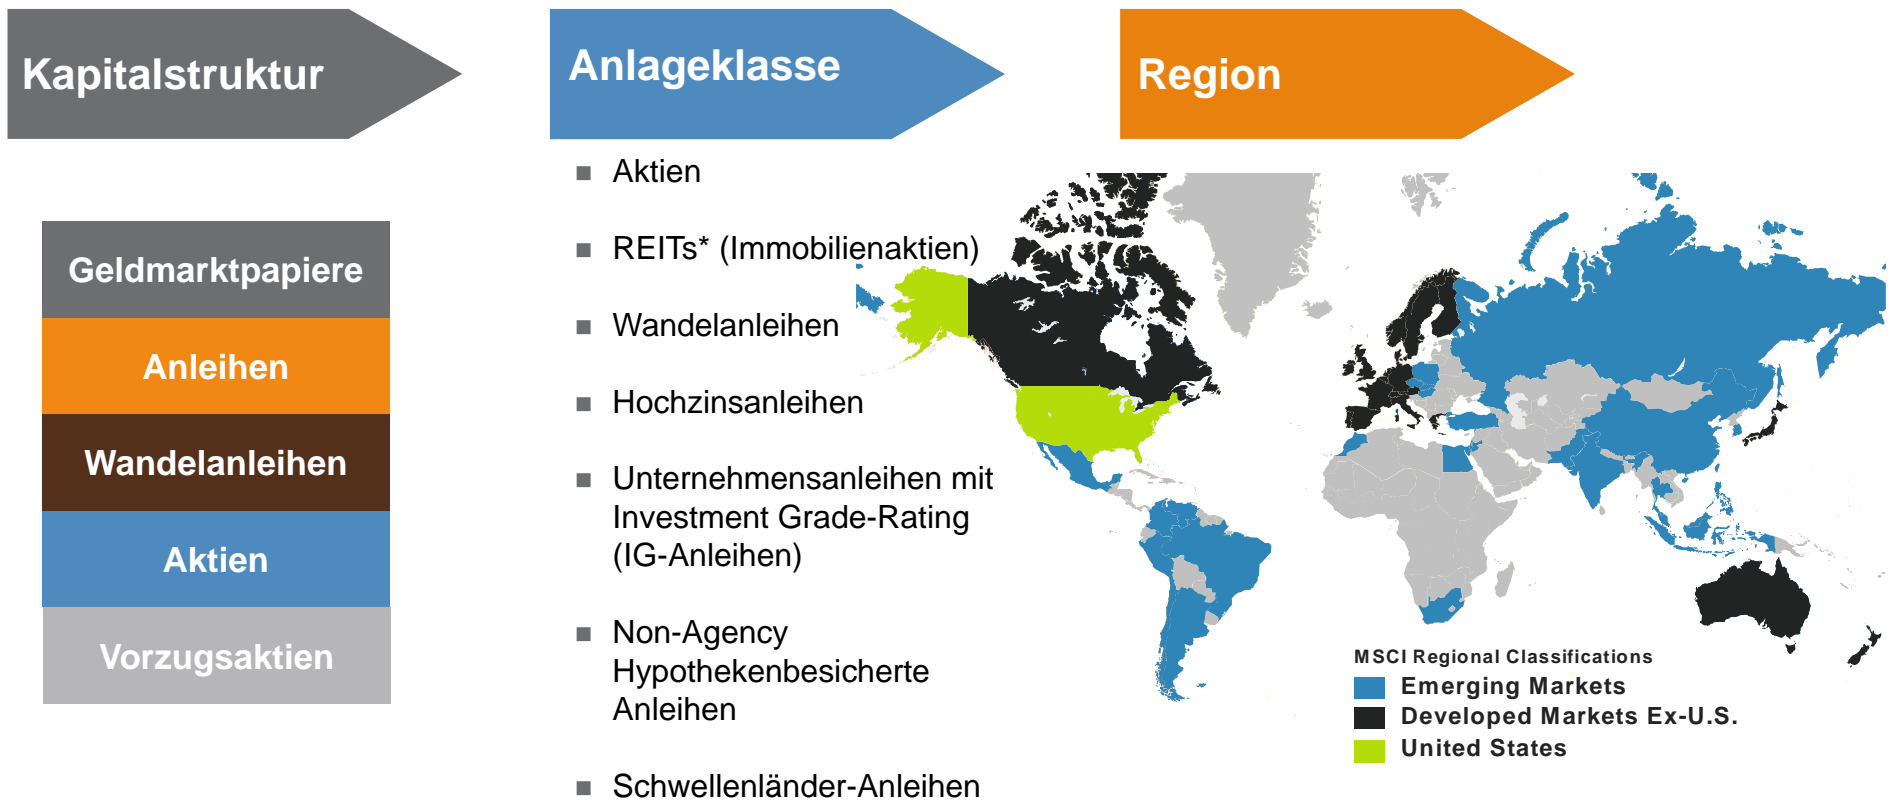 Kapitalstruktur
Anlageklasse
Region
Geldmarktpapiere
Anleihen
Wandelanleihen
Aktien
Vorzugsaktien
■ Aktien
■ REITs* (Immobilienaktien)
■ Wandelanleihen
■ Hochzinsanleihen
■ Unternehmensanleihen mit
Investment Grade-Rating
(IG-Anleihen)
■ Non-Agency
Hypothekenbesicherte
Anleihen
■ Schwellenländer-Anleihen
MSCI Regional Classifications
Emerging Markets
Developed Markets Ex-U.S.
United States